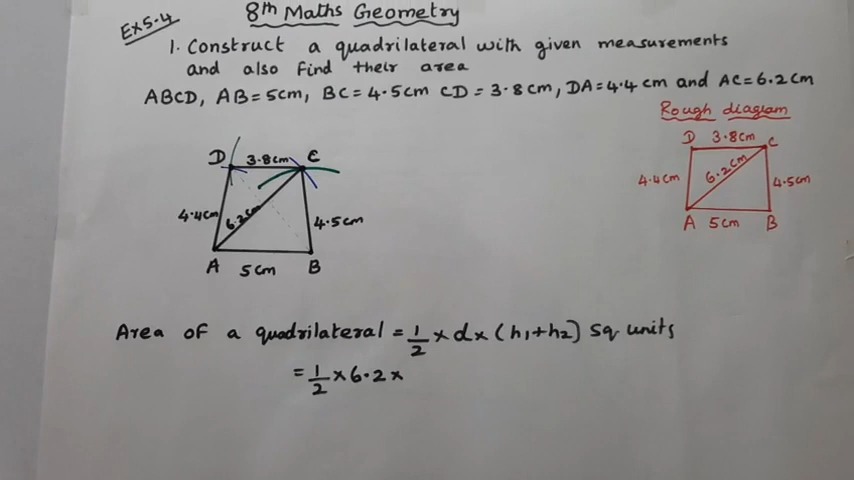 Ex 5.4
8th Maths Geometry
1. Construct a quadrilateral with given measurements
and also find their area
ABCD, AB = 5cm, BC = 4.5cm CD = 3.8cm, DA = 4.4cm and AC = 6.2cm
Rough diagram
D 3.8cm C
4.4cm 6.2cm 4.5cm
A 5cm B
D 3.8cm C
4.4cm 6.2cm 4.5cm
A 5cm B
Area of a quadrilateral = 1/2 × d × (h1+h2) sq units
= 1/2 × 6.2 ×